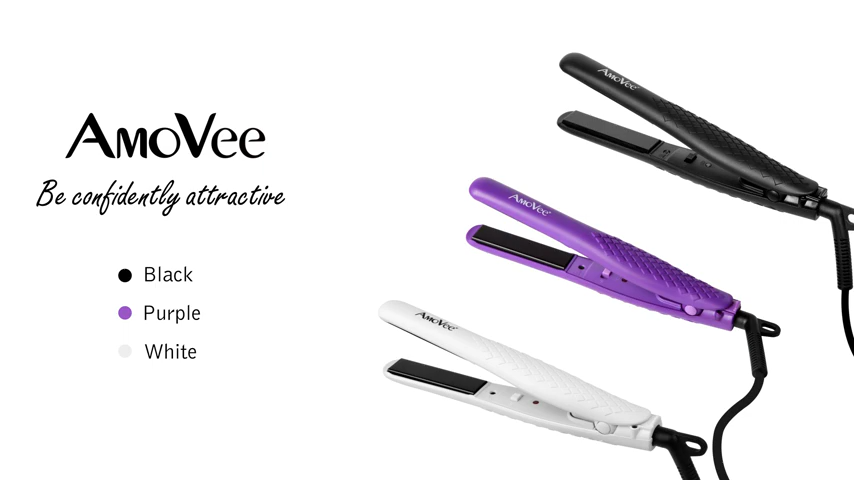 AmoVee
Be confidently attractive
Black
Purple
White
AmoVee
AmoVee
AmoVee